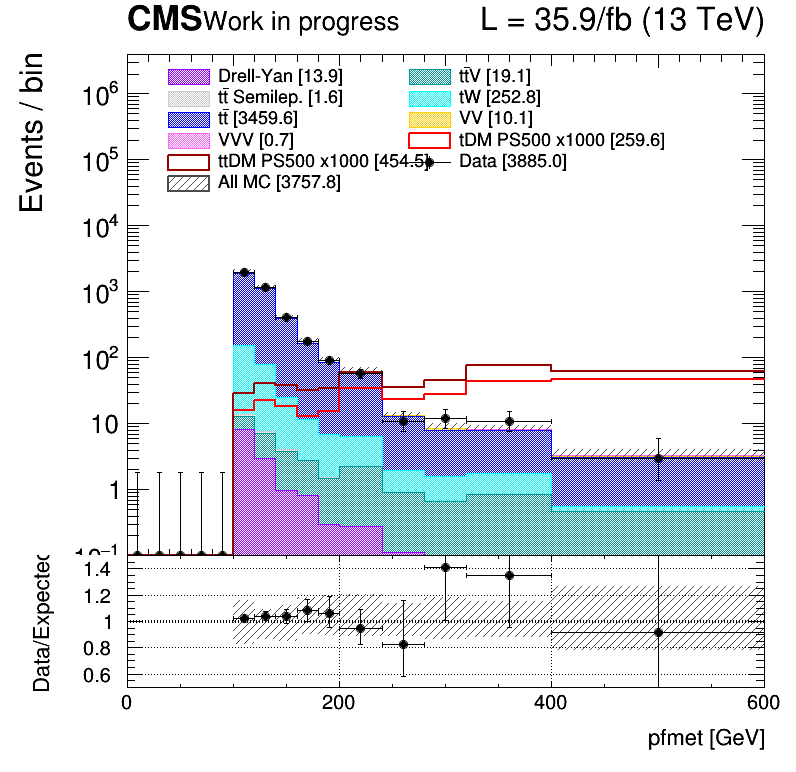 CMS Work in progress L = 35.9/fb (13 TeV)
Events / bin
Drell-Yan [13.9] tt̄V [19.1]
tt̄ Semilep. [1.6] tW [252.8]
tt̄ [3459.6] VV [10.1]
VVV [0.7] tDM PS500 x1000 [259.6]
ttDM PS500 x1000 [454.5] Data [3885.0]
All MC [3757.8]
10⁶
10⁵
10⁴
10³
10²
10
1
10⁻¹
Data/Expected
1.4
1.2
1
0.8
0.6
0 200 400 600
pfmet [GeV]